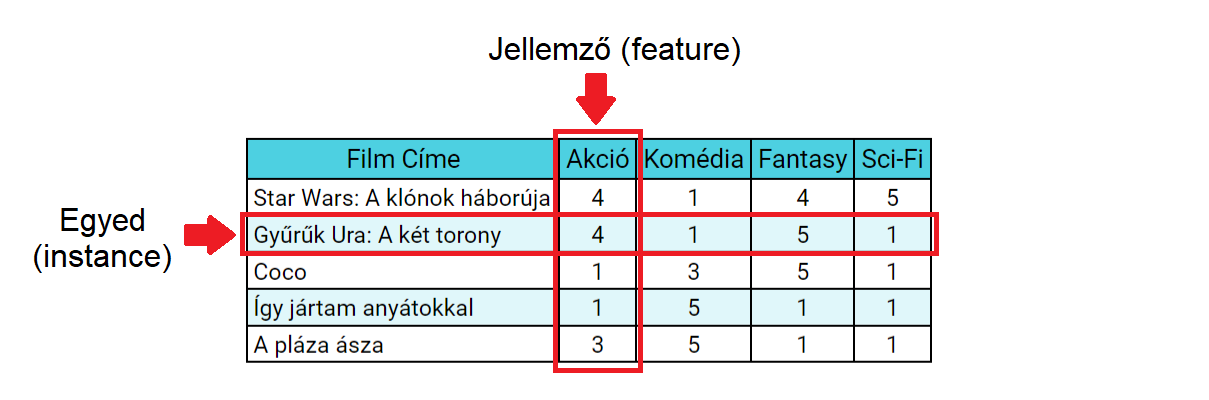 Jellemző (feature)
Film Címe Akció Komédia Fantasy Sci-Fi
Star Wars: A klónok háborúja 4 1 4 5
Egyed
(instance)
Gyűrűk Ura: A két torony 4 1 5 1
Coco 1 3 5 1
Így jártam anyátokkal 1 5 1 1
A pláza ásza 3 5 1 1